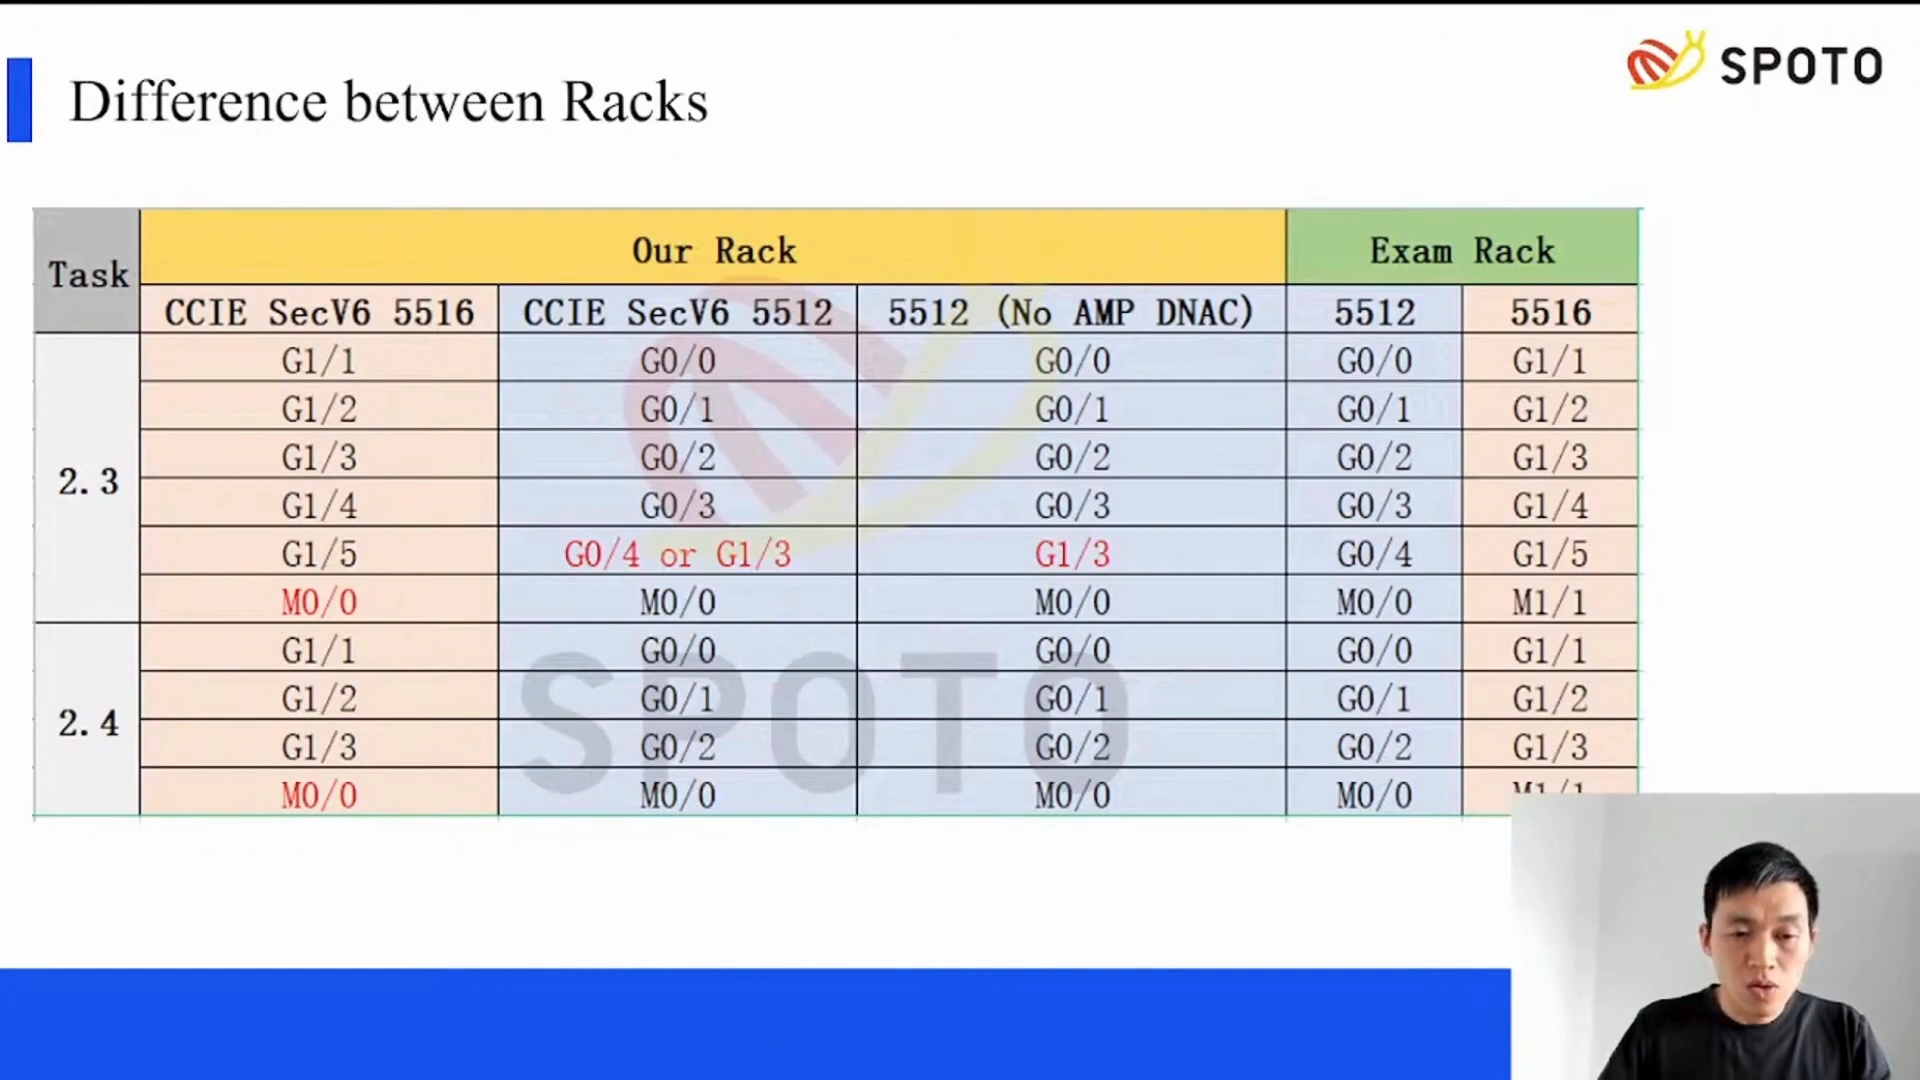 SPOTO
Difference between Racks
Task Our Rack Exam Rack
CCIE SecV6 5516 CCIE SecV6 5512 5512 (No AMP DNAC) 5512 5516
2.3
G1/1 G0/0 G0/0 G0/0 G1/1
G1/2 G0/1 G0/1 G0/1 G1/2
G1/3 G0/2 G0/2 G0/2 G1/3
G1/4 G0/3 G0/3 G0/3 G1/4
G1/5 G0/4 or G1/3 G1/3 G0/4 G1/5
M0/0 M0/0 M0/0 M0/0 M1/1
2.4
G1/1 G0/0 G0/0 G0/0 G1/1
G1/2 G0/1 G0/1 G0/1 G1/2
G1/3 G0/2 G0/2 G0/2 G1/3
M0/0 M0/0 M0/0 M0/0 M1/1
SPOTO